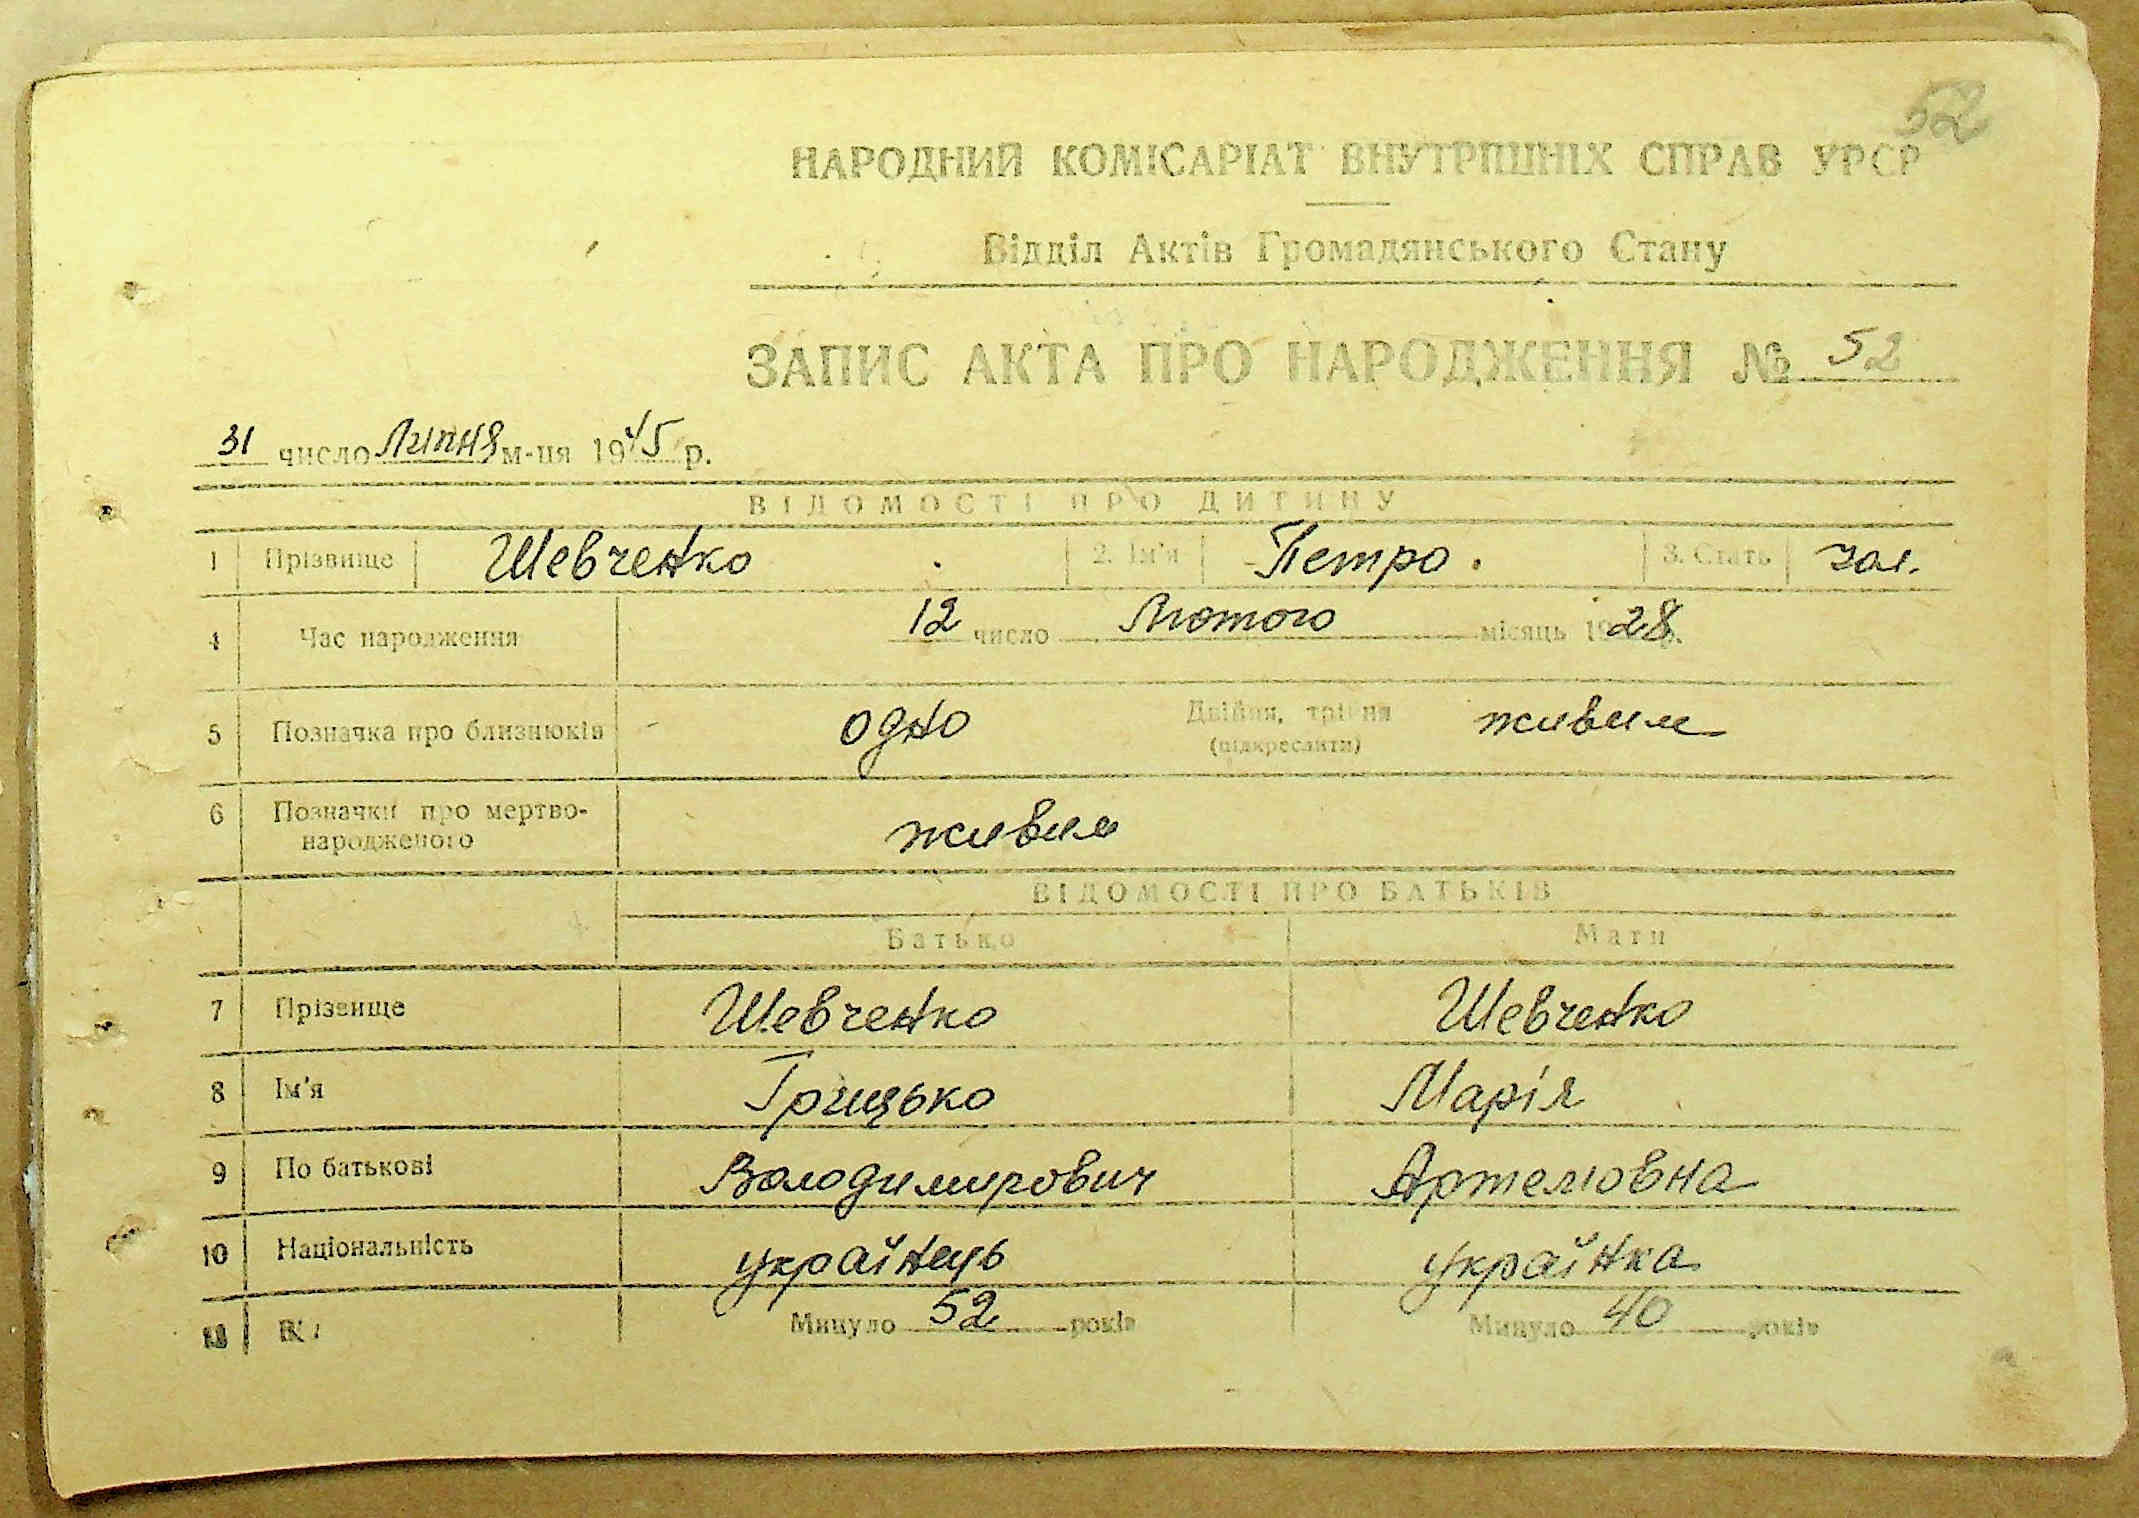 52
НАРОДНИЙ КОМІСАРІАТ ВНУТРІШНІХ СПРАВ УРСР
Відділ Актів Громадянського Стану
ЗАПИС АКТА ПРО НАРОДЖЕННЯ № 52
31 число Липня м-ця 1945 р.
ВІДОМОСТІ ПРО ДИТИНУ
1 Прізвище Шевченко 2. Ім'я Петро. 3. Стать чол.
4 Час народження 12 число Лютого місяць 1928 р.
5 Позначка про близнюків одно Двійня, трійня живим
(підкреслити)
6 Позначки про мертво-
народженого живим
ВІДОМОСТІ ПРО БАТЬКІВ
Батько Мати
7 Прізвище Шевченко Шевченко
8 Ім'я Грицько Марія
9 По батькові Володимирович Артемовна
10 Національність українець українка
11 Минуло 52 років Минуло 40 років